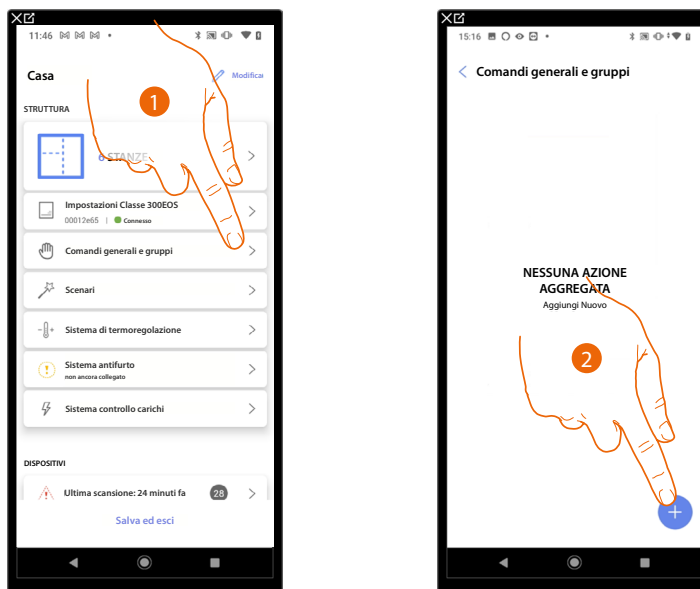 11:46
Casa
Modificar
STRUTTURA
1
6 STANZE
Impostazioni Classe 300EOS
00012e65 | Connesso
Comandi generali e gruppi
Scenari
Sistema di termoregolazione
Sistema antifurto
non ancora collegato
Sistema controllo carichi
DISPOSITIVI
Ultima scansione: 24 minuti fa 28
Salva ed esci
15:16
Comandi generali e gruppi
NESSUNA AZIONE
AGGREGATA
Aggiungi Nuovo
2